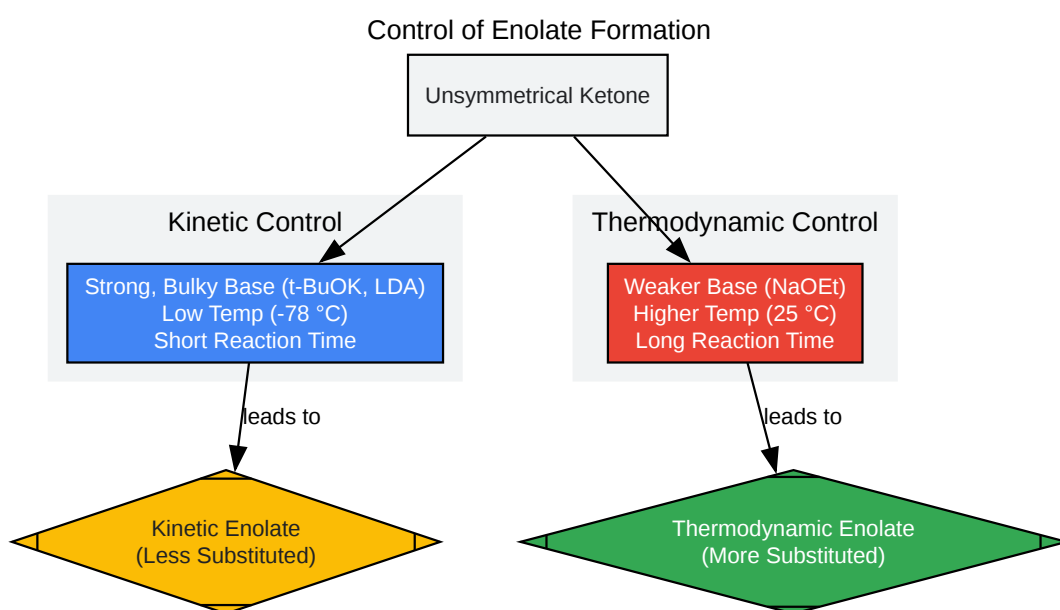 Control of Enolate Formation
Unsymmetrical Ketone
Kinetic Control
Strong, Bulky Base (t-BuOK, LDA)
Low Temp (-78 °C)
Short Reaction Time
leads to
Kinetic Enolate
(Less Substituted)
Thermodynamic Control
Weaker Base (NaOEt)
Higher Temp (25 °C)
Long Reaction Time
leads to
Thermodynamic Enolate
(More Substituted)